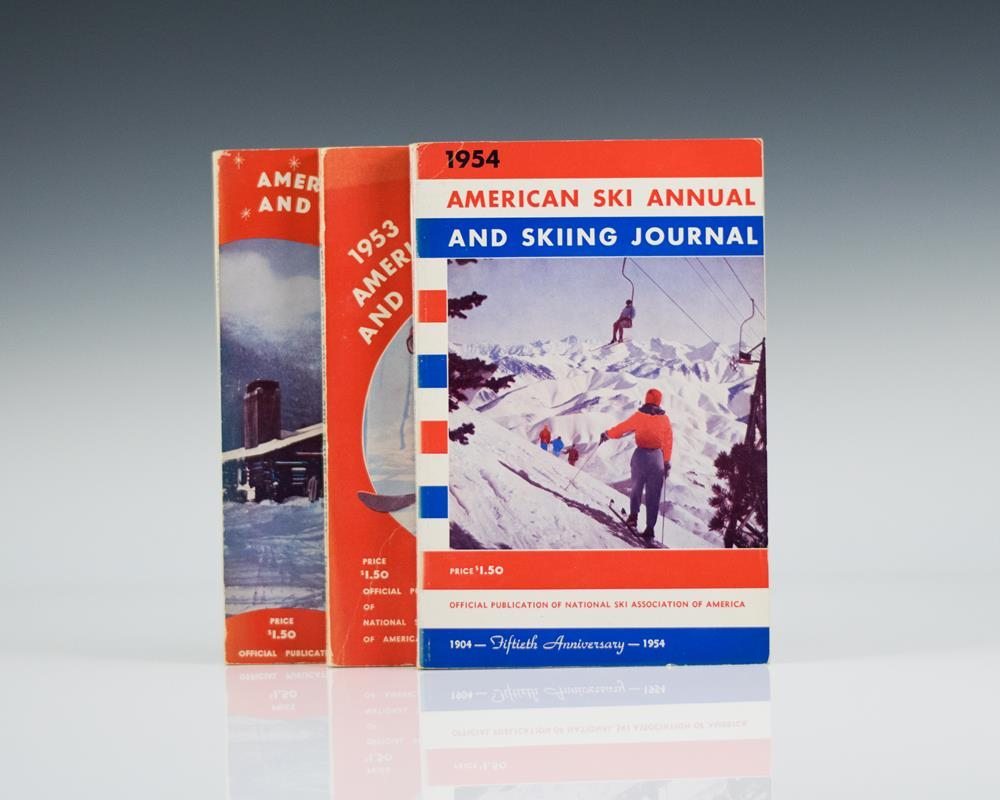 AMER
AND
PRICE
$1.50
OFFICIAL PUBLICAT
1953
AMERI
AND
PRICE
$1.50
OFFICIAL P
OF
NATIONAL S
OF AMERICA
1954
AMERICAN SKI ANNUAL
AND SKIING JOURNAL
PRICE $1.50
OFFICIAL PUBLICATION OF NATIONAL SKI ASSOCIATION OF AMERICA
1904 — Fiftieth Anniversary — 1954